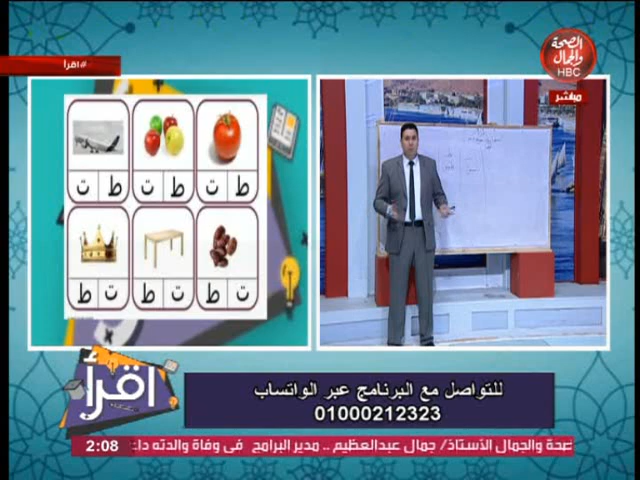 الصحة
والجمال
HBC
مباشر
#اقرأ
ط ت
ط ت
ط ت
ت ط
ت ط
ت ط
اقرأ
للتواصل مع البرنامج عبر الواتساب
01000212323
صحة والجمال الأستاذ/ جمال عبدالعظيم .. مدير البرامج في وفاة والدته داعـ
2:08